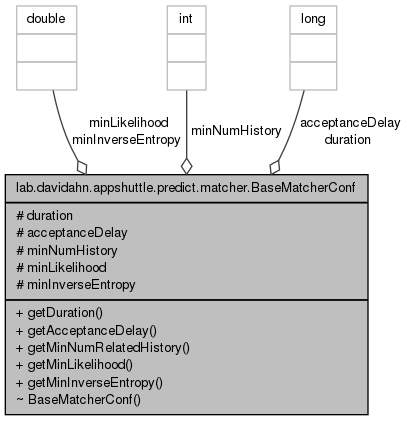 double
int
long
minLikelihood
minInverseEntropy
minNumHistory
acceptanceDelay
duration
lab.davidahn.appshuttle.predict.matcher.BaseMatcherConf
# duration
# acceptanceDelay
# minNumHistory
# minLikelihood
# minInverseEntropy
+ getDuration()
+ getAcceptanceDelay()
+ getMinNumRelatedHistory()
+ getMinLikelihood()
+ getMinInverseEntropy()
~ BaseMatcherConf()